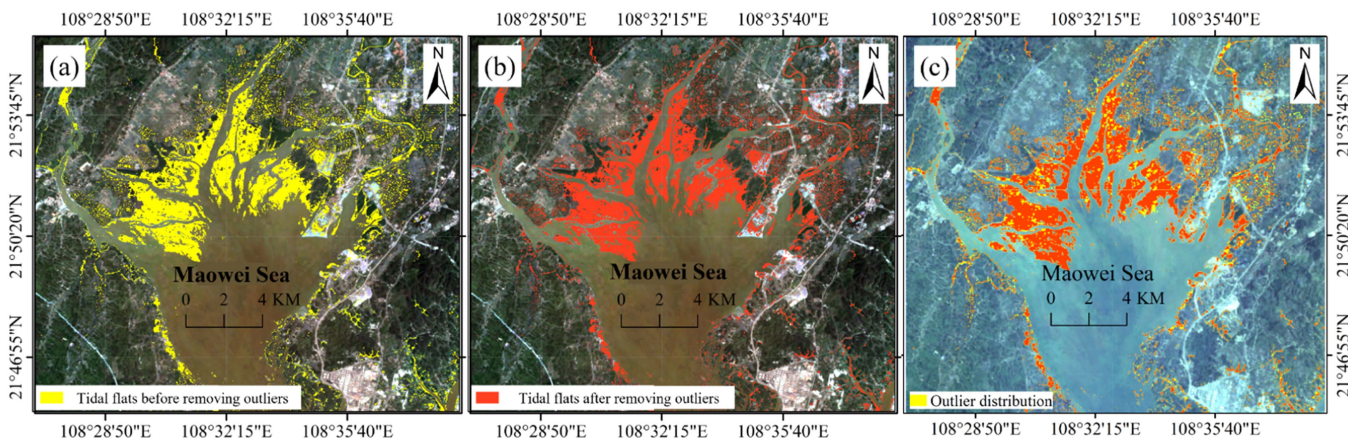 108°28'50"E 108°32'15"E 108°35'40"E 108°28'50"E 108°32'15"E 108°35'40"E 108°28'50"E 108°32'15"E 108°35'40"E
(a) N (b) N (c) N
21°53'45"N 21°53'45"N
21°50'20"N 21°50'20"N
Maowei Sea Maowei Sea Maowei Sea
0 2 4 KM 0 2 4 KM 0 2 4 KM
21°46'55"N 21°46'55"N
Tidal flats before removing outliers Tidal flats after removing outliers Outlier distribution
108°28'50"E 108°32'15"E 108°35'40"E 108°28'50"E 108°32'15"E 108°35'40"E 108°28'50"E 108°32'15"E 108°35'40"E